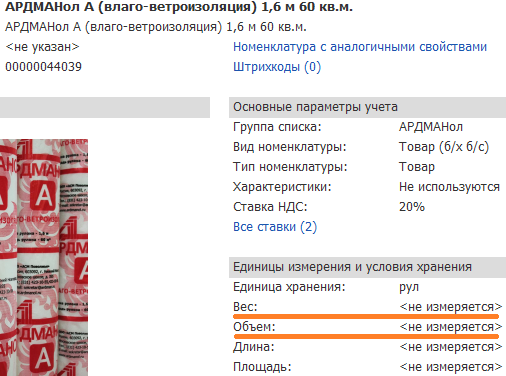 АРДМАНол А (влаго-ветроизоляция) 1,6 м 60 кв.м.
АРДМАНол А (влаго-ветроизоляция) 1,6 м 60 кв.м.
<не указан>
Номенклатура с аналогичными свойствами
00000044039
Штрихкоды (0)
Основные параметры учета
Группа списка: АРДМАНол
Вид номенклатуры: Товар (б/х б/с)
Тип номенклатуры: Товар
Характеристики: Не используются
Ставка НДС: 20%
Все ставки (2)
Единицы измерения и условия хранения
Единица хранения: рул
Вес: <не измеряется>
Объем: <не измеряется>
Длина: <не измеряется>
Площадь: <не измеряется>
А
А